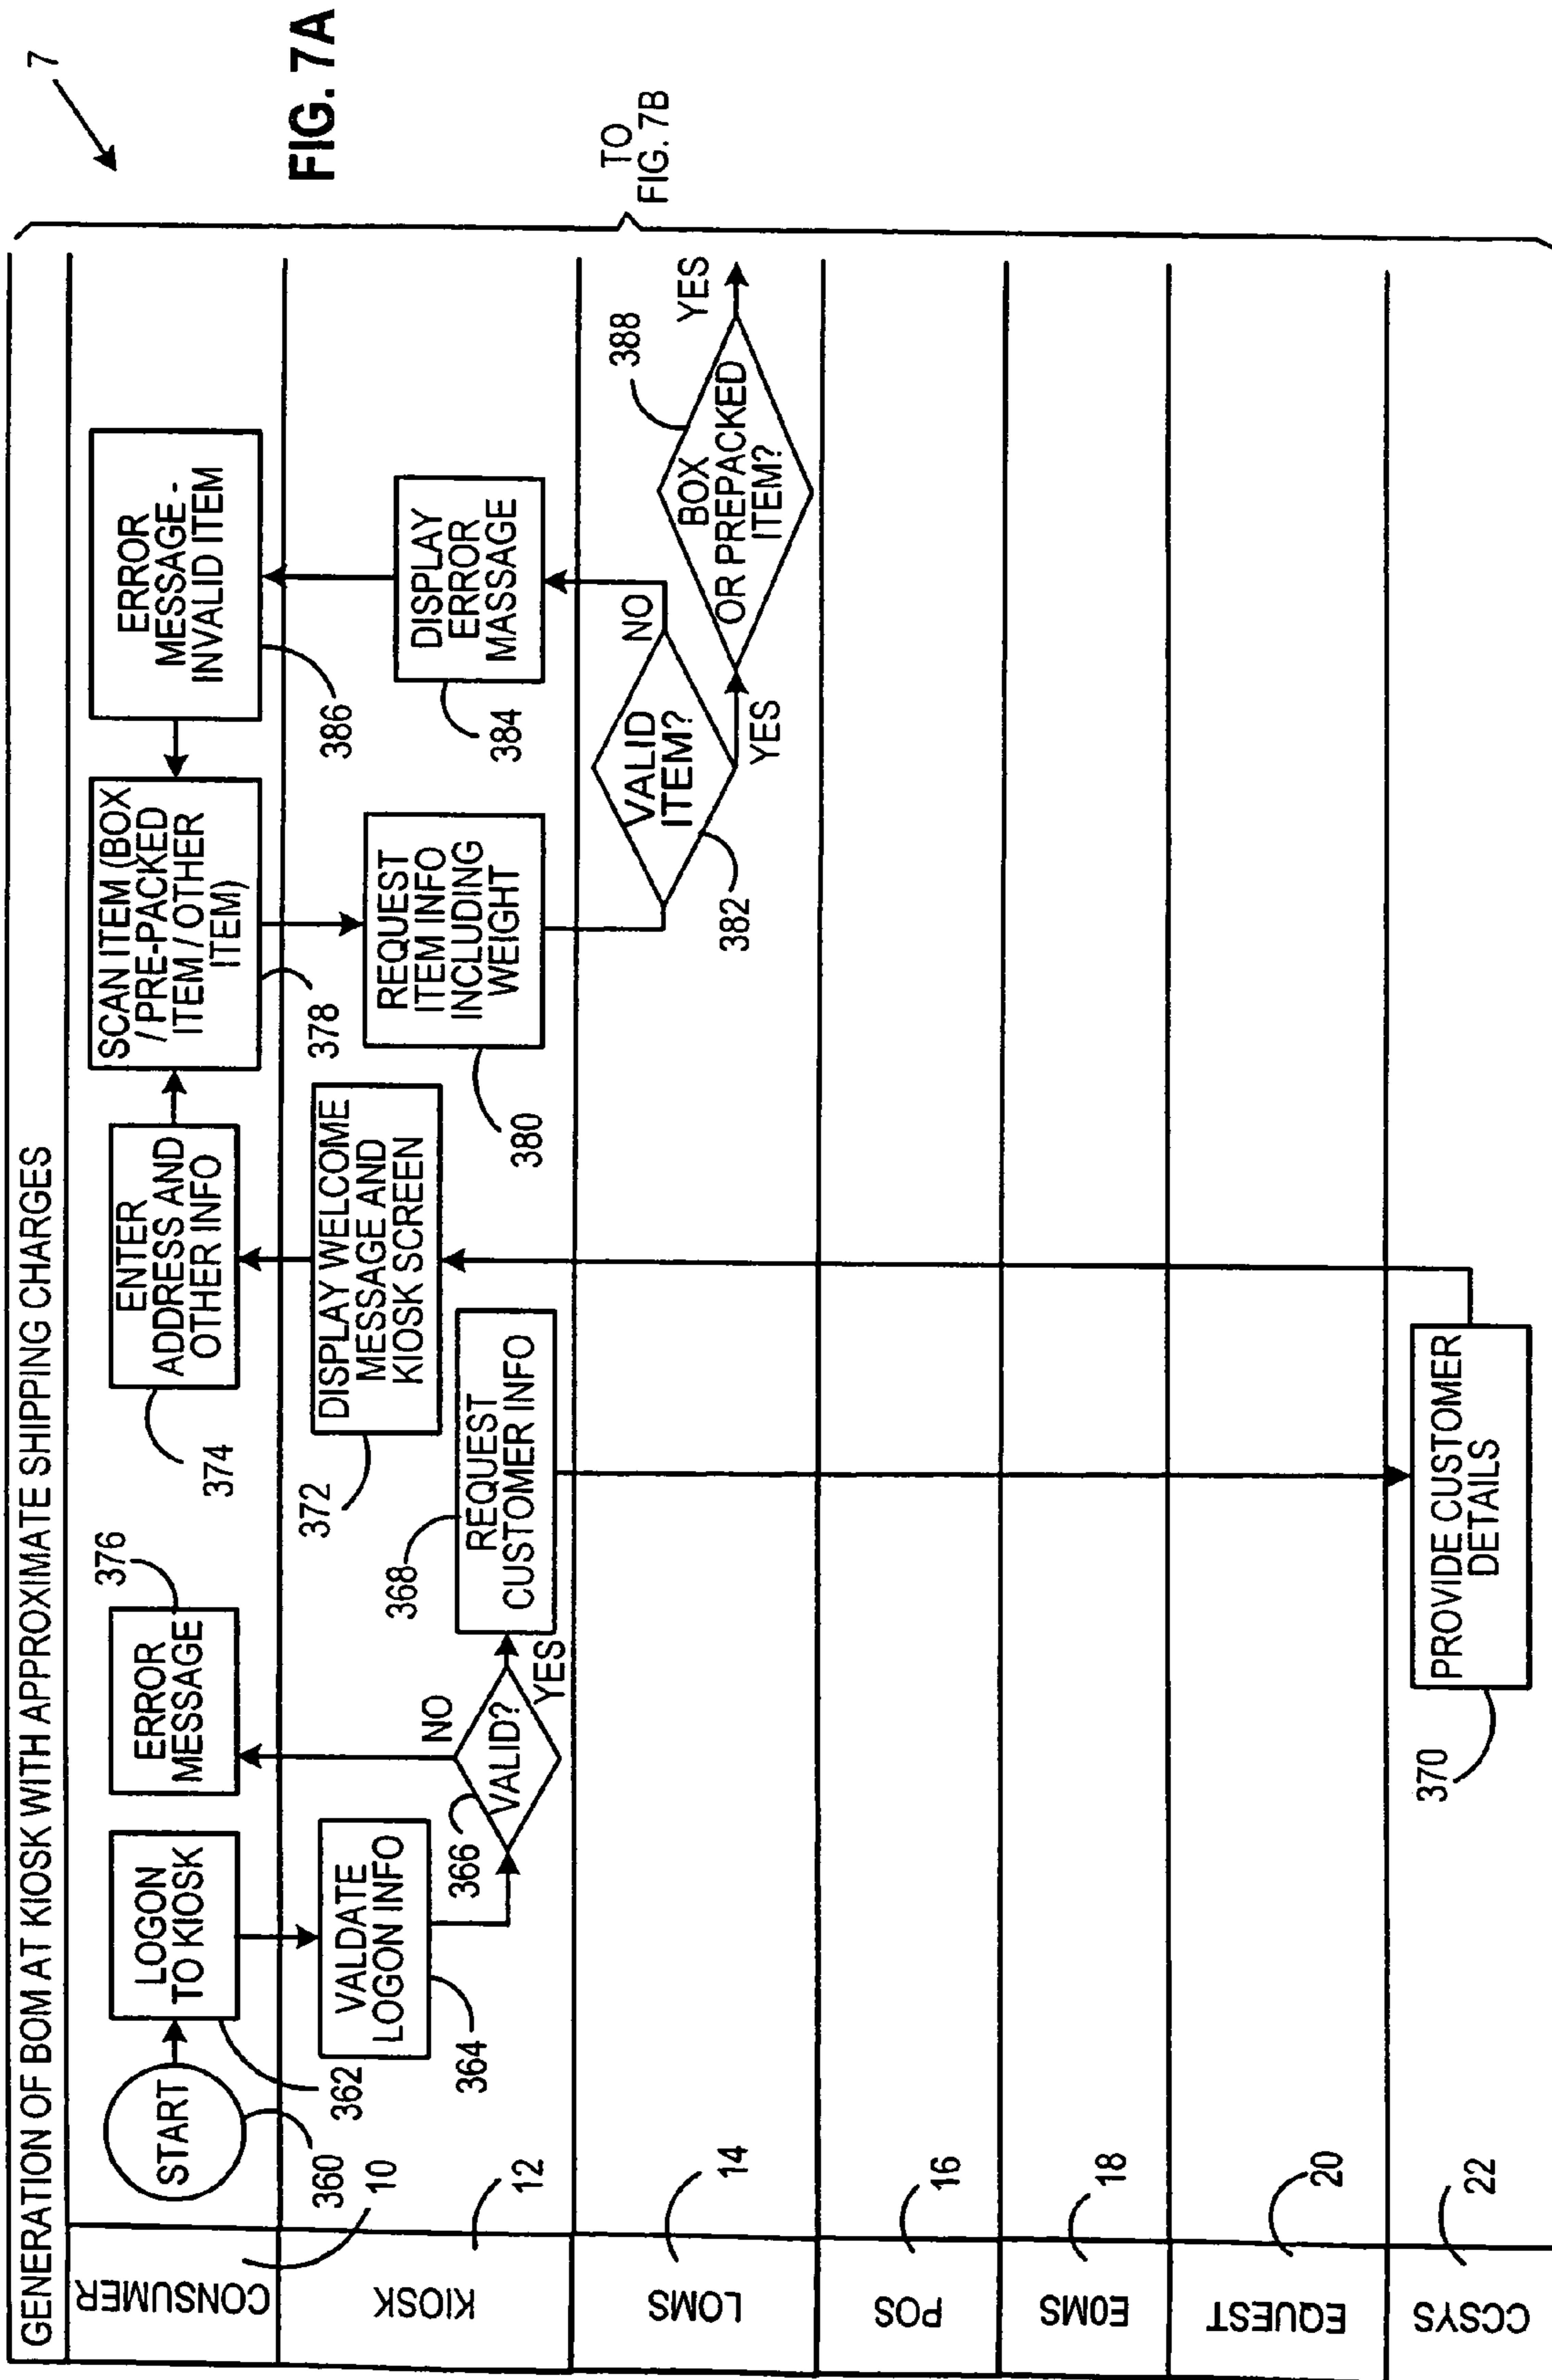 GENERATION OF BOM AT KIOSK WITH APPROXIMATE SHIPPING CHARGES
7
FIG. 7A
CONSUMER
10
START
360
LOGON
TO KIOSK
362
ERROR
MESSAGE
376
ENTER
ADDRESS AND
OTHER INFO
374
SCAN ITEM (BOX
/ PRE-PACKED
ITEM / OTHER
ITEM)
378
ERROR
MESSAGE -
INVALID ITEM
386
KIOSK
12
VALDATE
LOGON INFO
364
VALID?
366
NO
YES
REQUEST
CUSTOMER INFO
368
DISPLAY WELCOME
MESSAGE AND
KIOSK SCREEN
372
REQUEST
ITEM INFO
INCLUDING
WEIGHT
380
DISPLAY
ERROR
MASSAGE
384
LOMS
14
VALID
ITEM?
382
NO
YES
BOX
OR PREPACKED
ITEM?
388
YES
TO
FIG. 7B
POS
16
EOMS
18
EQUEST
20
CCSYS
22
PROVIDE CUSTOMER
DETAILS
370